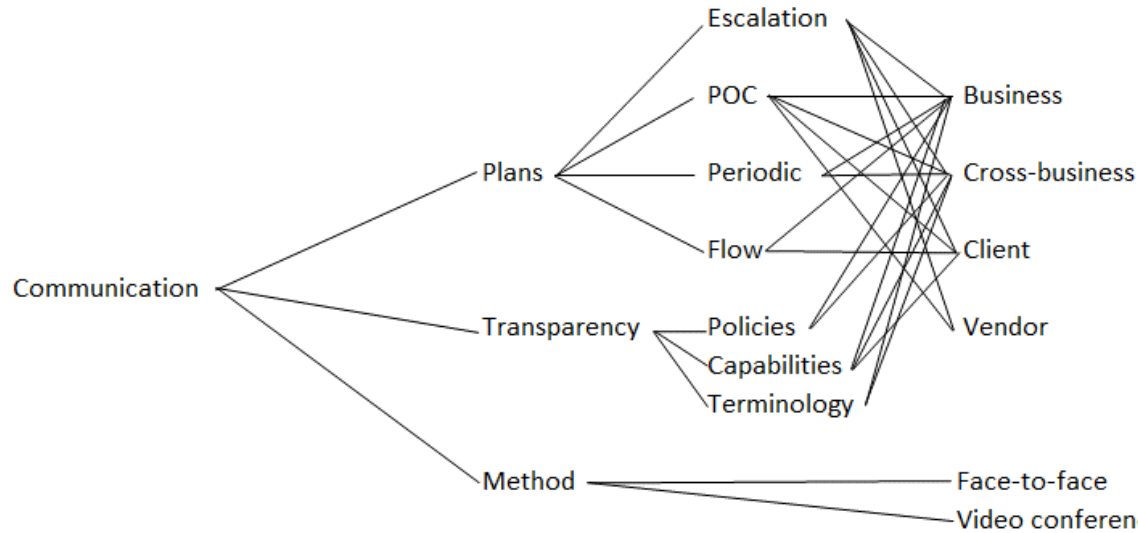 Escalation
POC
Business
Plans
Periodic
Cross-business
Flow
Client
Communication
Transparency
Policies
Vendor
Capabilities
Terminology
Method
Face-to-face
Video